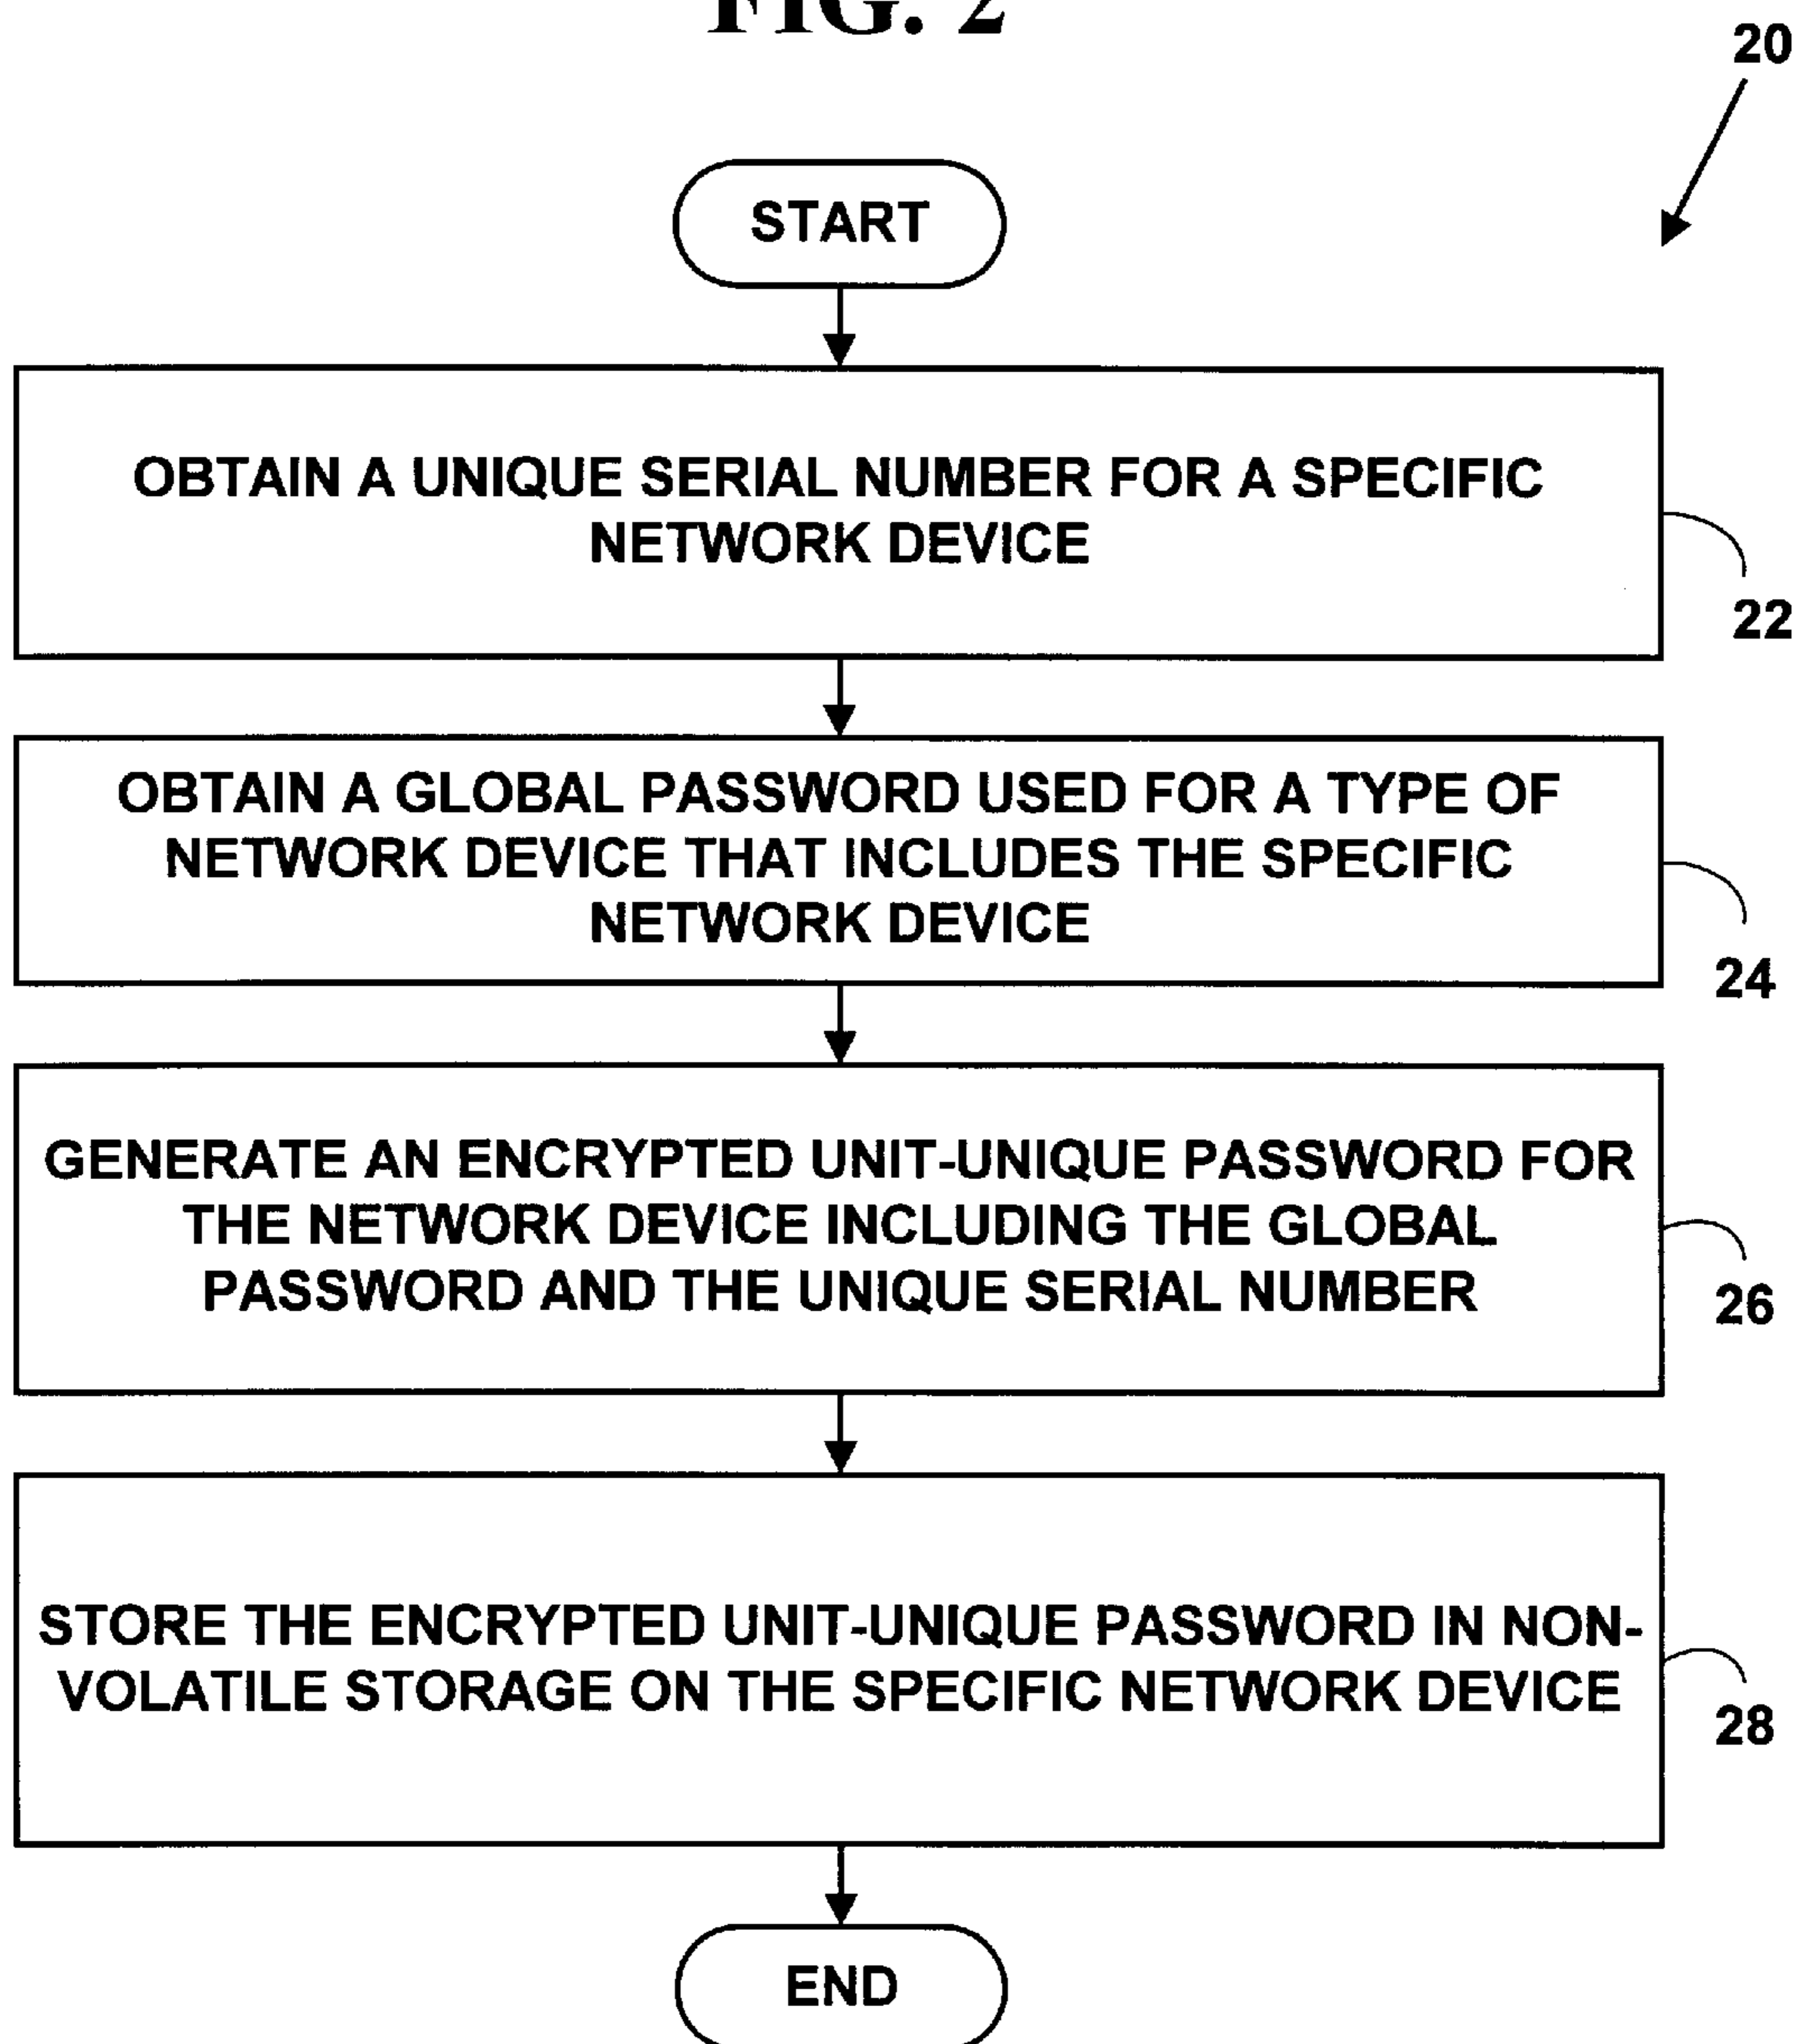 FIG. 2
20
START
OBTAIN A UNIQUE SERIAL NUMBER FOR A SPECIFIC
NETWORK DEVICE
22
OBTAIN A GLOBAL PASSWORD USED FOR A TYPE OF
NETWORK DEVICE THAT INCLUDES THE SPECIFIC
NETWORK DEVICE
24
GENERATE AN ENCRYPTED UNIT-UNIQUE PASSWORD FOR
THE NETWORK DEVICE INCLUDING THE GLOBAL
PASSWORD AND THE UNIQUE SERIAL NUMBER
26
STORE THE ENCRYPTED UNIT-UNIQUE PASSWORD IN NON-
VOLATILE STORAGE ON THE SPECIFIC NETWORK DEVICE
28
END